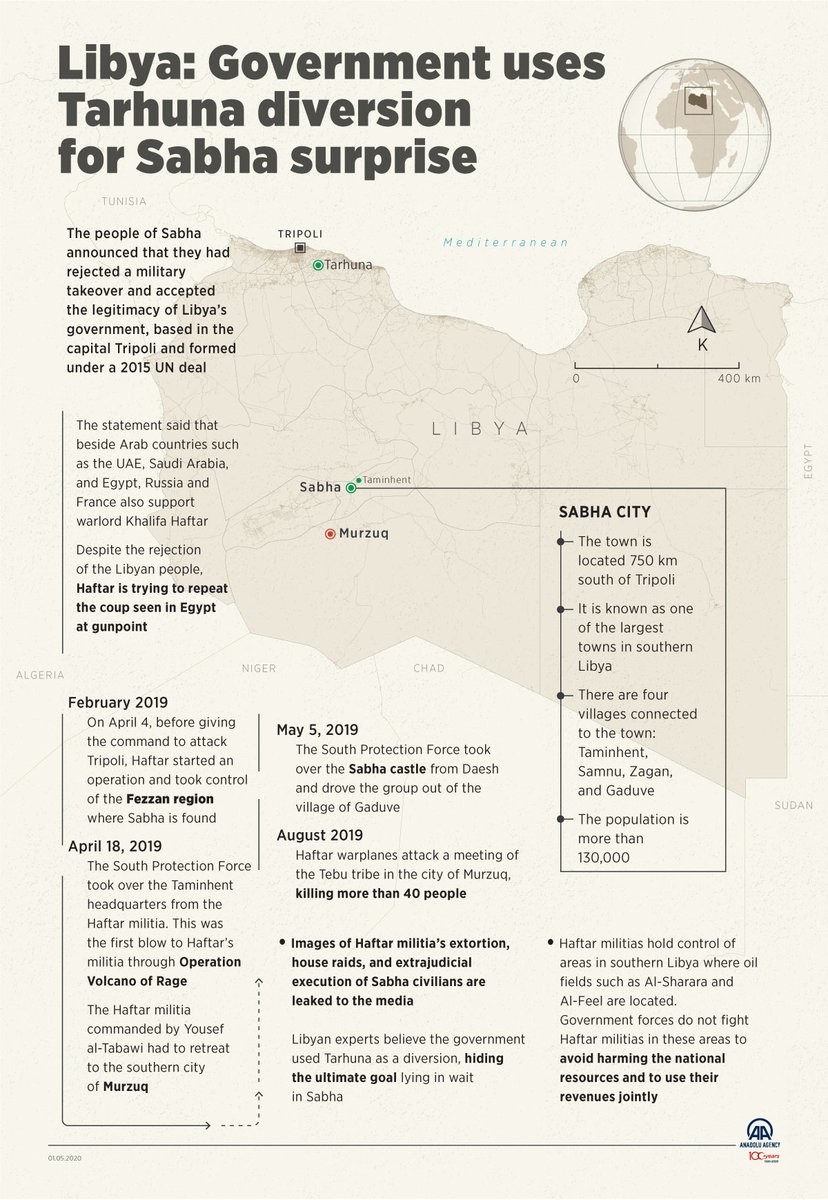 Libya: Government uses
Tarhuna diversion
for Sabha surprise
TUNISIA
The people of Sabha
announced that they had
rejected a military
takeover and accepted
the legitimacy of Libya's
government, based in the
capital Tripoli and formed
under a 2015 UN deal
TRIPOLI
Tarhuna
Mediterranean
K
0
400 km
LIBYA
EGYPT
The statement said that
beside Arab countries such
as the UAE, Saudi Arabia,
and Egypt, Russia and
France also support
warlord Khalifa Haftar
Despite the rejection
of the Libyan people,
Haftar is trying to repeat
the coup seen in Egypt
at gunpoint
Sabha
Taminhent
Murzuq
SABHA CITY
The town is
located 750 km
south of Tripoli
It is known as one
of the largest
towns in southern
Libya
There are four
villages connected
to the town:
Taminhent,
Samnu, Zagan,
and Gaduve
The population is
more than
130,000
ALGERIA
NIGER
CHAD
SUDAN
February 2019
On April 4, before giving
the command to attack
Tripoli, Haftar started an
operation and took control
of the Fezzan region
where Sabha is found
April 18, 2019
The South Protection Force
took over the Taminhent
headquarters from the
Haftar militia. This was
the first blow to Haftar's
militia through Operation
Volcano of Rage
The Haftar militia
commanded by Yousef
al-Tabawi had to retreat
to the southern city
of Murzuq
May 5, 2019
The South Protection Force took
over the Sabha castle from Daesh
and drove the group out of the
village of Gaduve
August 2019
Haftar warplanes attack a meeting of
the Tebu tribe in the city of Murzuq,
killing more than 40 people
Images of Haftar militia's extortion,
house raids, and extrajudicial
execution of Sabha civilians are
leaked to the media
Libyan experts believe the government
used Tarhuna as a diversion, hiding
the ultimate goal lying in wait
in Sabha
Haftar militias hold control of
areas in southern Libya where oil
fields such as Al-Sharara and
Al-Feel are located.
Government forces do not fight
Haftar militias in these areas to
avoid harming the national
resources and to use their
revenues jointly
01.05.2020
AA
ANADOLU AGENCY
100 years